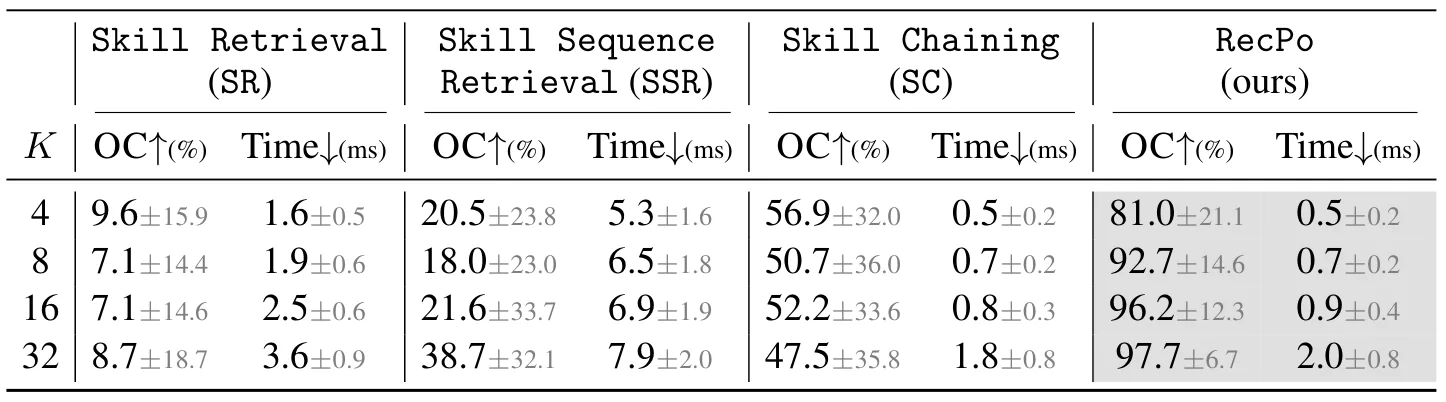 Skill Retrieval Skill Sequence Skill Chaining RecPo
(SR) Retrieval (SSR) (SC) (ours)
K OC↑(%) Time↓(ms) OC↑(%) Time↓(ms) OC↑(%) Time↓(ms) OC↑(%) Time↓(ms)
4 9.6±15.9 1.6±0.5 20.5±23.8 5.3±1.6 56.9±32.0 0.5±0.2 81.0±21.1 0.5±0.2
8 7.1±14.4 1.9±0.6 18.0±23.0 6.5±1.8 50.7±36.0 0.7±0.2 92.7±14.6 0.7±0.2
16 7.1±14.6 2.5±0.6 21.6±33.7 6.9±1.9 52.2±33.6 0.8±0.3 96.2±12.3 0.9±0.4
32 8.7±18.7 3.6±0.9 38.7±32.1 7.9±2.0 47.5±35.8 1.8±0.8 97.7±6.7 2.0±0.8